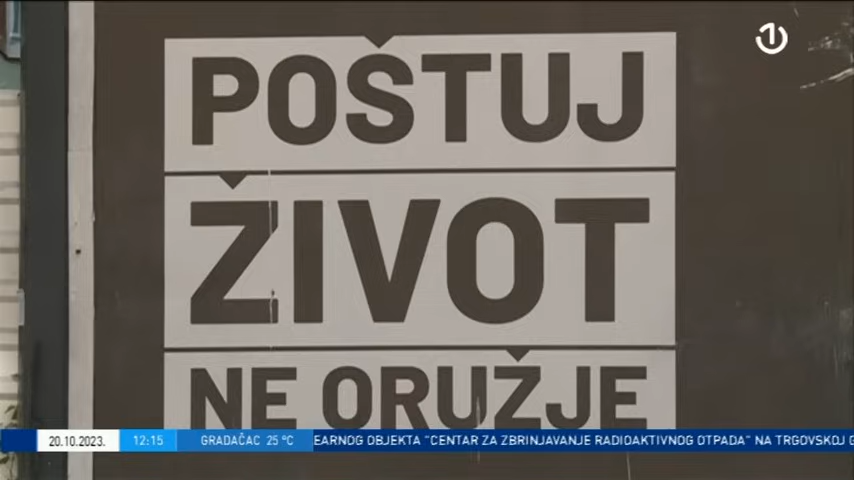 POŠTUJ
ŽIVOT
NE ORUŽJE
20.10.2023. 12:15 GRADAČAC 25 °C EARNOG OBJEKTA "CENTAR ZA ZBRINJAVANJE RADIOAKTIVNOG OTPADA" NA TRGOVSKOJ G